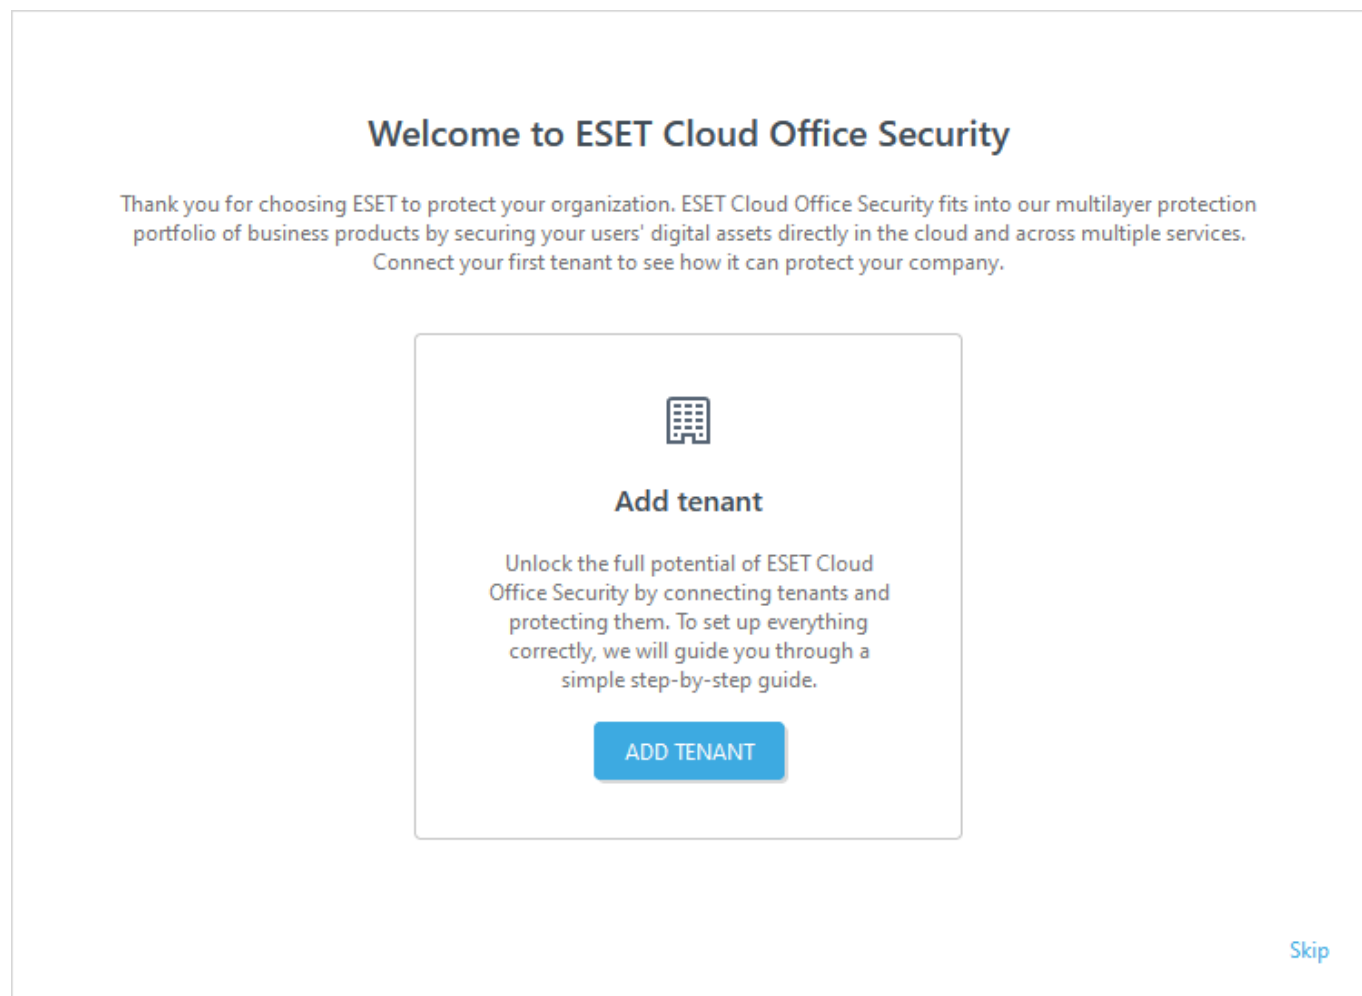 Welcome to ESET Cloud Office Security
Thank you for choosing ESET to protect your organization. ESET Cloud Office Security fits into our multilayer protection
portfolio of business products by securing your users' digital assets directly in the cloud and across multiple services.
Connect your first tenant to see how it can protect your company.
Add tenant
Unlock the full potential of ESET Cloud
Office Security by connecting tenants and
protecting them. To set up everything
correctly, we will guide you through a
simple step-by-step guide.
ADD TENANT
Skip